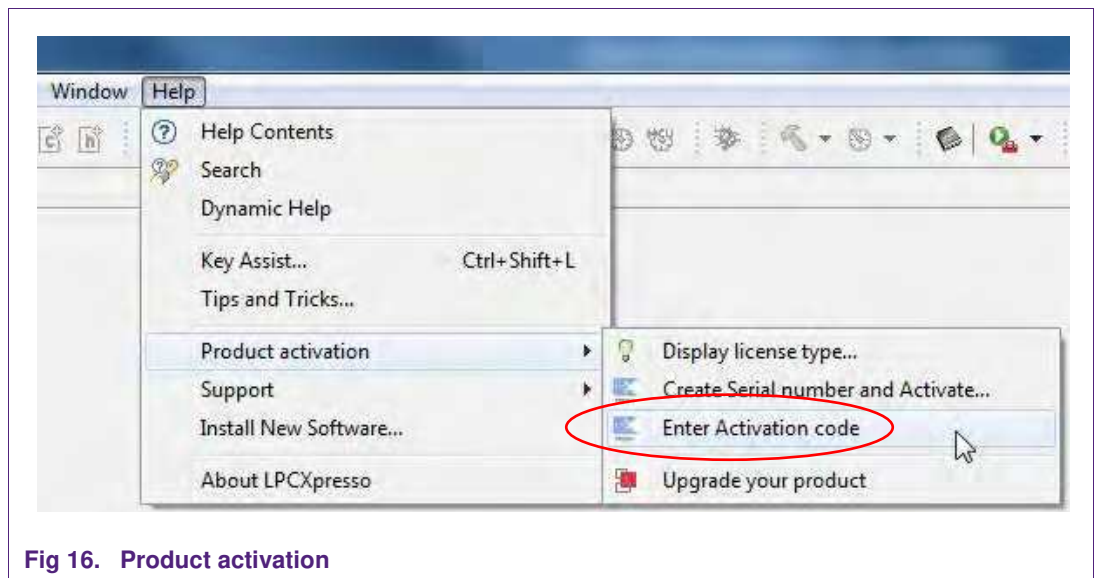 Window Help
Help Contents
Search
Dynamic Help
Key Assist... Ctrl+Shift+L
Tips and Tricks...
Product activation
Display license type...
Support
Create Serial number and Activate...
Install New Software...
Enter Activation code
About LPCXpresso
Upgrade your product
Fig 16. Product activation